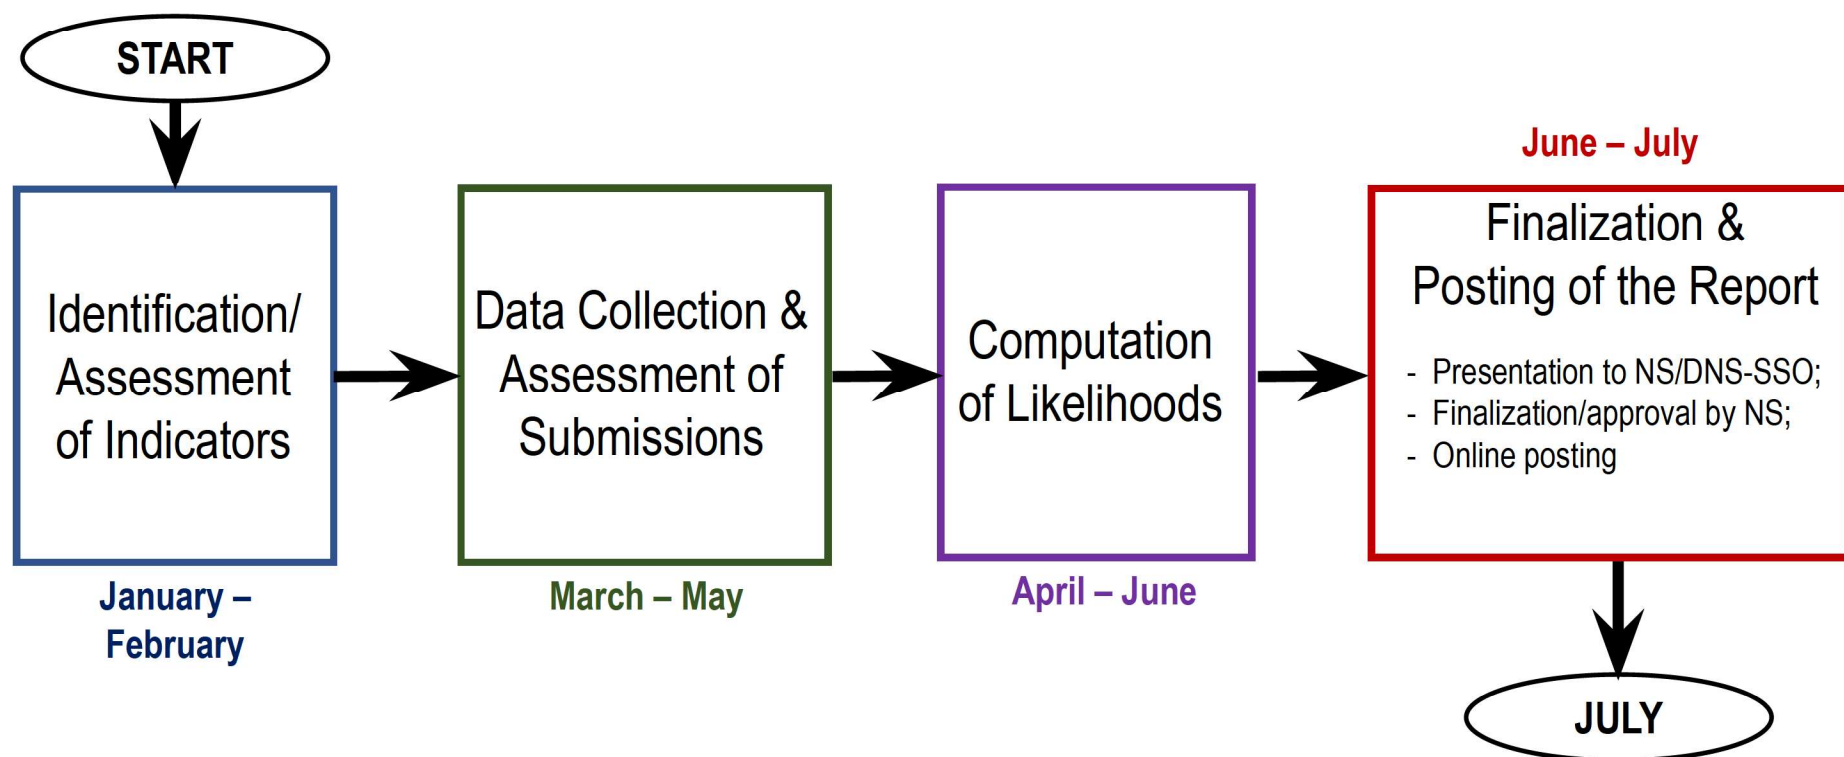 START
Identification/
Assessment
of Indicators
January –
February
Data Collection &
Assessment of
Submissions
March – May
Computation
of Likelihoods
April – June
June – July
Finalization &
Posting of the Report
- Presentation to NS/DNS-SSO;
- Finalization/approval by NS;
- Online posting
JULY